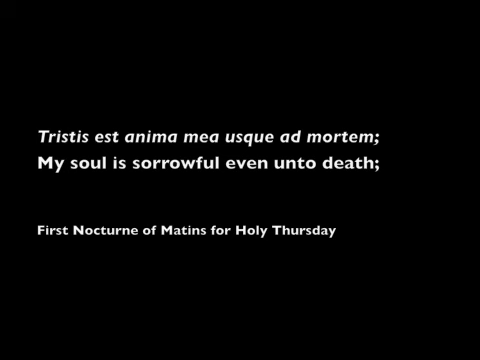 Tristis est anima mea usque ad mortem;
My soul is sorrowful even unto death;
First Nocturne of Matins for Holy Thursday